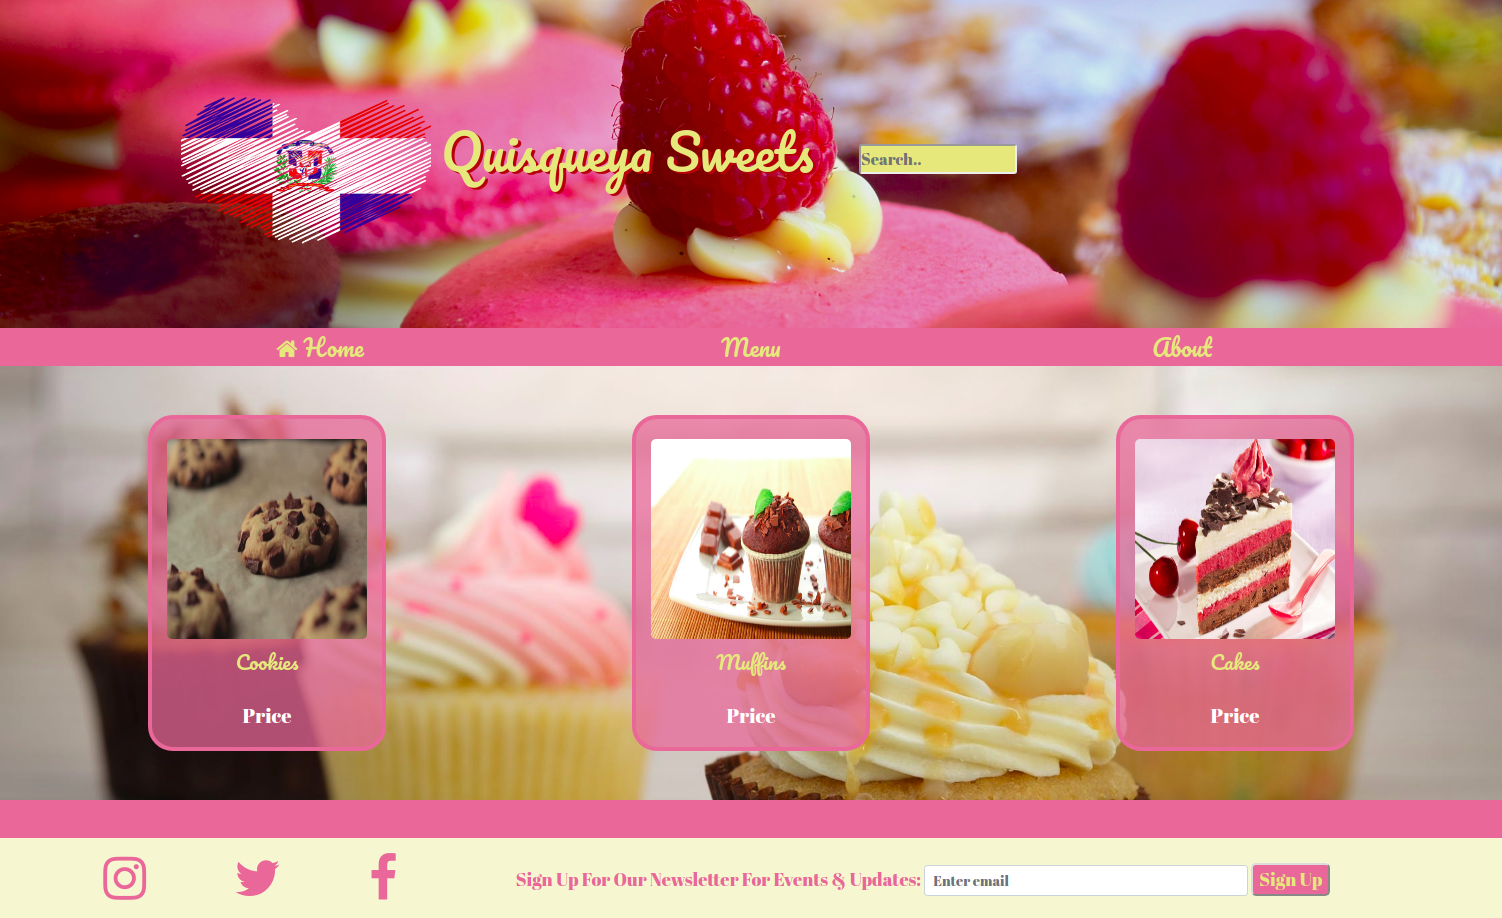 Quisqueya Sweets
Search..
Home
Menu
About
Cookies
Price
Muffins
Price
Cakes
Price
Sign Up For Our Newsletter For Events & Updates:
Enter email
Sign Up